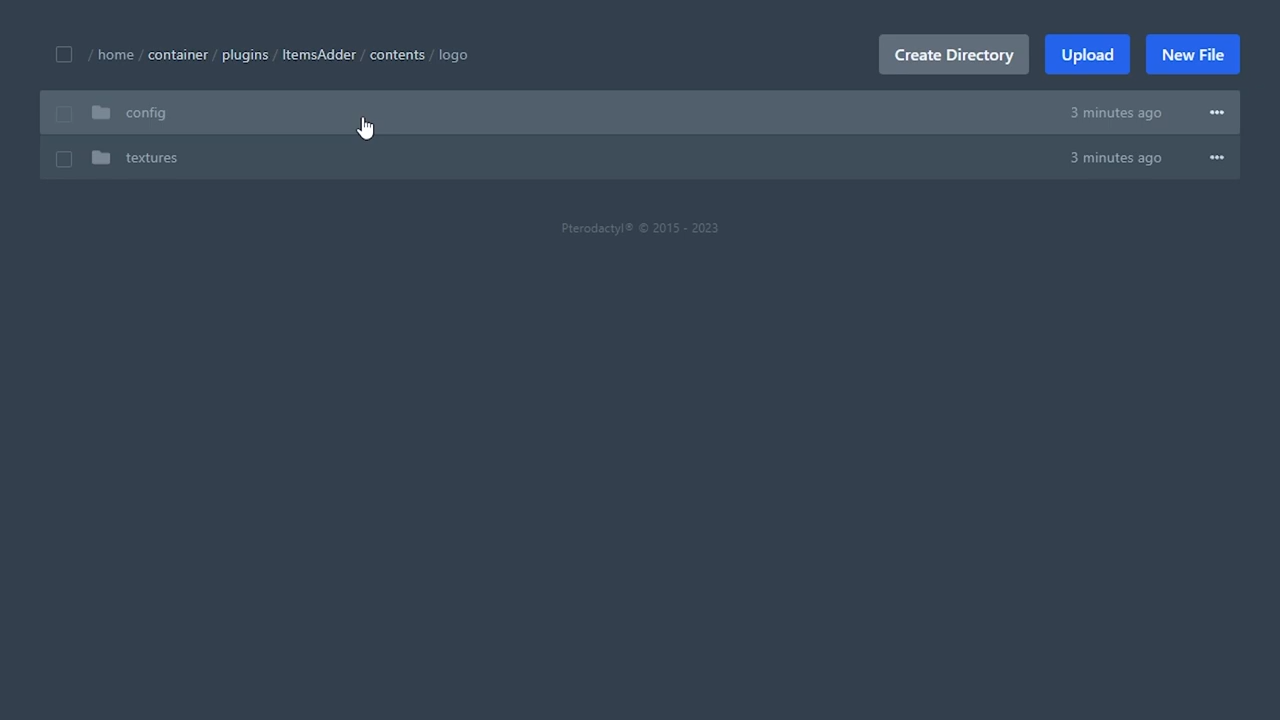 / home / container / plugins / ItemsAdder / contents / logo
Create Directory
Upload
New File
config
3 minutes ago
textures
3 minutes ago
Pterodactyl® © 2015 - 2023